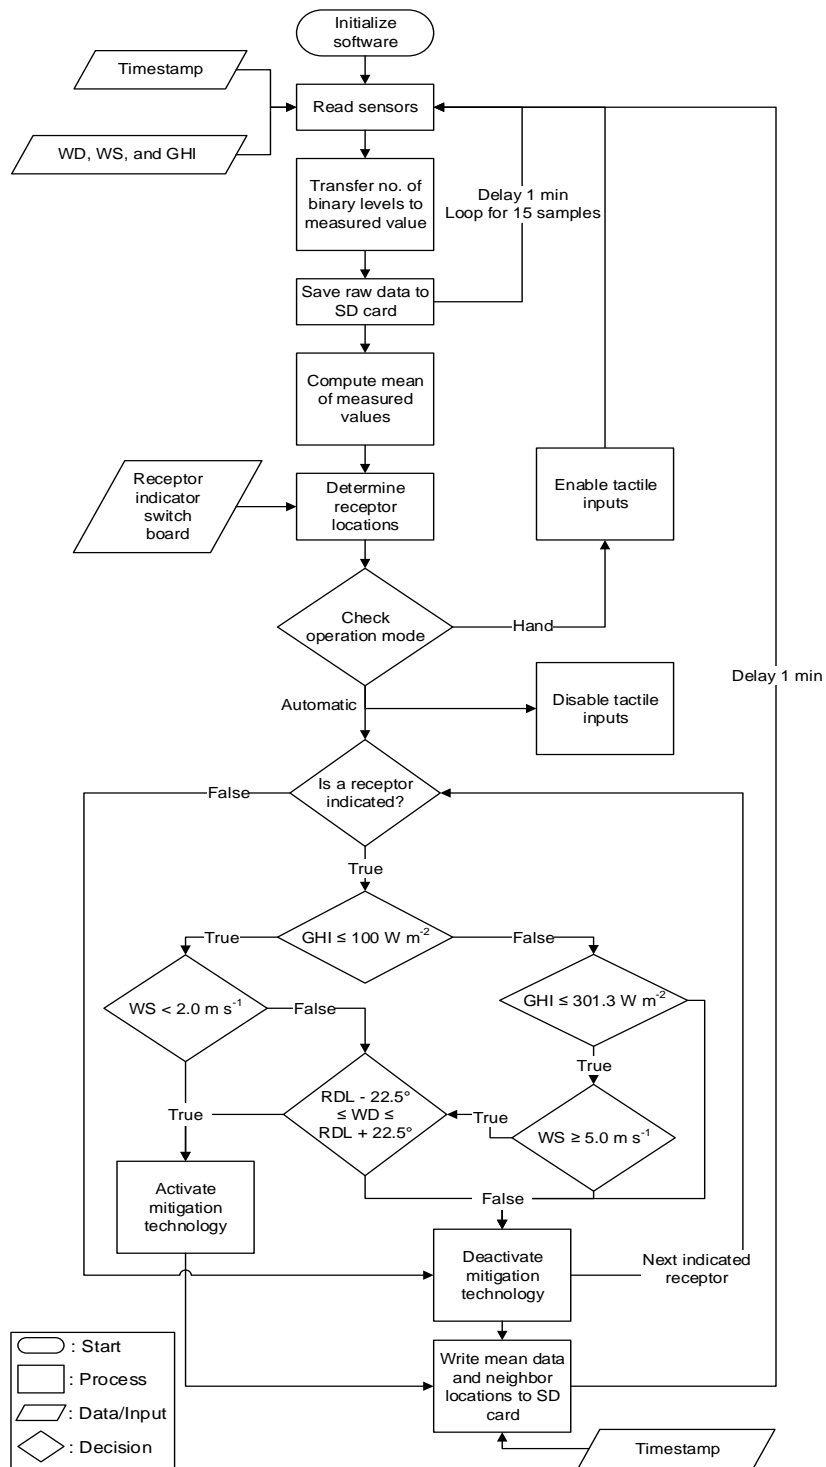 Initialize
software
Timestamp
Read sensors
WD, WS, and GHI
Transfer no. of
binary levels to
measured value
Delay 1 min
Loop for 15 samples
Save raw data to
SD card
Compute mean
of measured
values
Receptor
indicator
switch
board
Determine
receptor
locations
Enable tactile
inputs
Check
operation mode
Hand
Delay 1 min
Automatic
Disable tactile
inputs
Is a receptor
indicated?
False
True
GHI ≤ 100 W m-2
True
False
WS < 2.0 m s-1
False
GHI ≤ 301.3 W m-2
True
RDL - 22.5°
≤ WD ≤
RDL + 22.5°
True
True
WS ≥ 5.0 m s-1
Activate
mitigation
technology
False
Deactivate
mitigation
technology
Next indicated
receptor
: Start
: Process
: Data/Input
: Decision
Write mean data
and neighbor
locations to SD
card
Timestamp